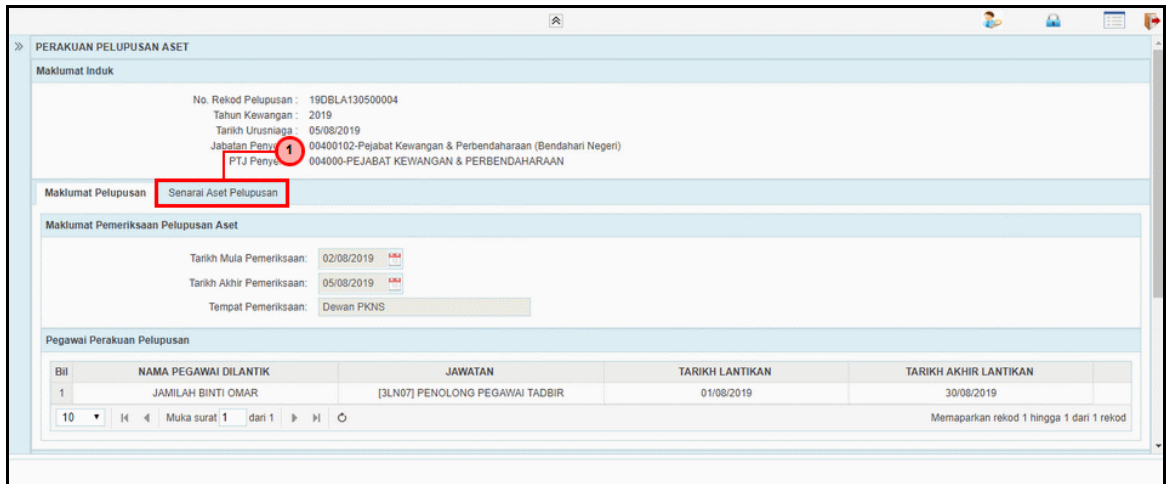 PERAKUAN PELUPUSAN ASET
Maklumat Induk
No. Rekod Pelupusan : 19DBLA130500004
Tahun Kewangan : 2019
Tarikh Urusniaga : 05/08/2019
Jabatan 00400102-Pejabat Kewangan & Perbendaharaan (Bendahari Negeri)
1
PTJ 004000-PEJABAT KEWANGAN & PERBENDAHARAAN
Maklumat Pelupusan Senarai Aset Pelupusan
Maklumat Pemeriksaan Pelupusan Aset
Tarikh Mula Pemeriksaan: 02/08/2019
Tarikh Akhir Pemeriksaan: 05/08/2019
Tempat Pemeriksaan: Dewan PKNS
Pegawai Perakuan Pelupusan
Bil NAMA PEGAWAI DILANTIK JAWATAN TARIKH LANTIKAN TARIKH AKHIR LANTIKAN
1 JAMILAH BINTI OMAR [3LN07] PENOLONG PEGAWAI TADBIR 01/08/2019 30/08/2019
10 Muka surat 1 dari 1 Memaparkan rekod 1 hingga 1 dari 1 rekod